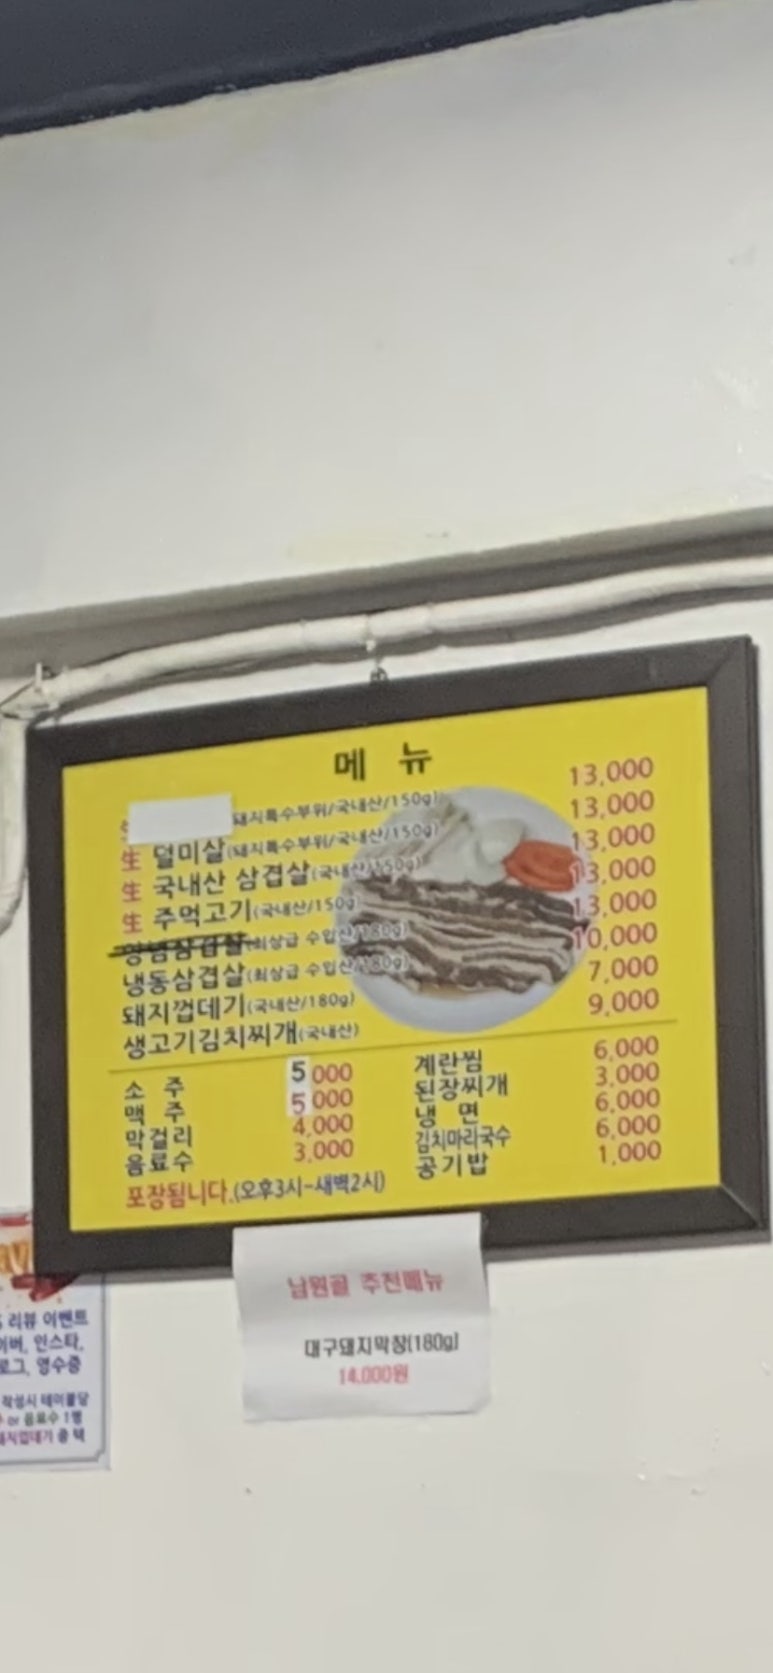 메 뉴
돼지특수부위/국내산/150g) 13,000
生 덜미살(돼지특수부위/국내산/150g) 13,000
生 국내산 삼겹살(국내산/150g) 13,000
生 주먹고기(국내산/150g 13,000
양념삼겹살(최상급 수입산/180g) 13,000
냉동삼겹살(최상급 수입산/180g) 10,000
돼지껍데기(국내산/180g) 7,000
생고기김치찌개(국내산) 9,000
소 주 5 000
맥 주 5 000
막걸리 4,000
음료수 3,000
계란찜 6,000
된장찌개 3,000
냉 면 6,000
김치마리국수 6,000
공기밥 1,000
포장됩니다.(오후3시-새벽2시)
남원골 추천메뉴
대구돼지막창(180g)
14,000원
리뷰 이벤트
이버, 인스타,
로그, 영수증
작성시 테이블당
or 음료수 1병
돼지껍데기 중 택